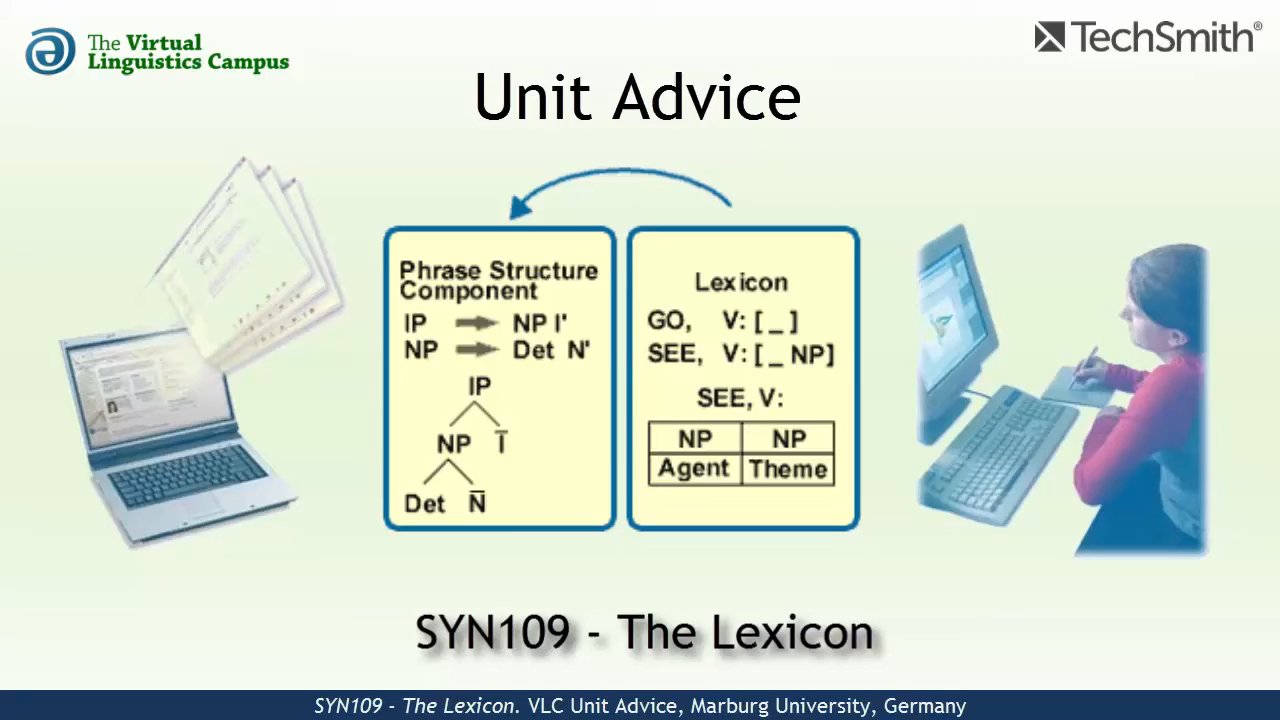 The Virtual
Linguistics Campus
TechSmith®
Unit Advice
Phrase Structure
Component
IP NP I'
NP Det N'
IP
NP Ī
Det N̄
Lexicon
GO, V: [ _ ]
SEE, V: [ _ NP]
SEE, V:
NP NP
Agent Theme
SYN109 - The Lexicon
SYN109 - The Lexicon. VLC Unit Advice, Marburg University, Germany